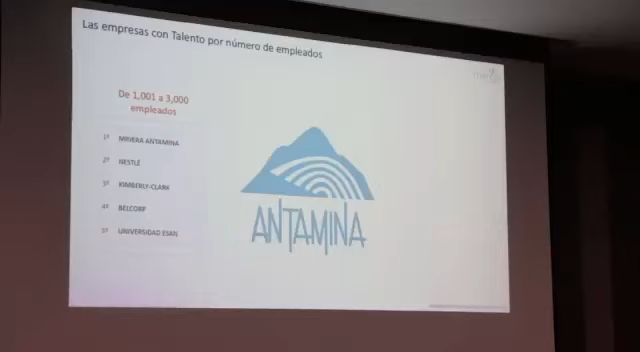 Las empresas con Talento por número de empleados
De 1,001 a 3,000
empleados
1º MINERA ANTAMINA
2º NESTLÉ
3º KIMBERLY-CLARK
4º BELCORP
5º UNIVERSIDAD ESAN
ANTAMINA